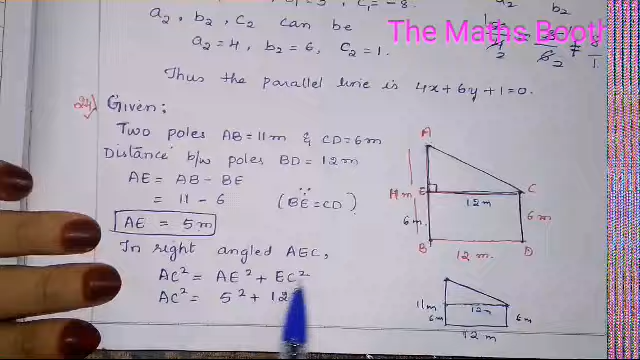 a₂, b₂, c₂ can be
The Maths Booth
a₂ = 4, b₂ = 6, c₂ = 1.
Thus the parallel line is 4x + 6y + 1 = 0.
24) Given:
Two poles AB = 11m & CD = 6m
Distance b/w poles BD = 12m
AE = AB - BE
= 11 - 6 (∵ BE = CD)
AE = 5m
In right angled AEC,
AC² = AE² + EC²
AC² = 5² + 12
A
11m E C
12m
6m 6m
B D
12m.
11m 12m
6m 6m
12m